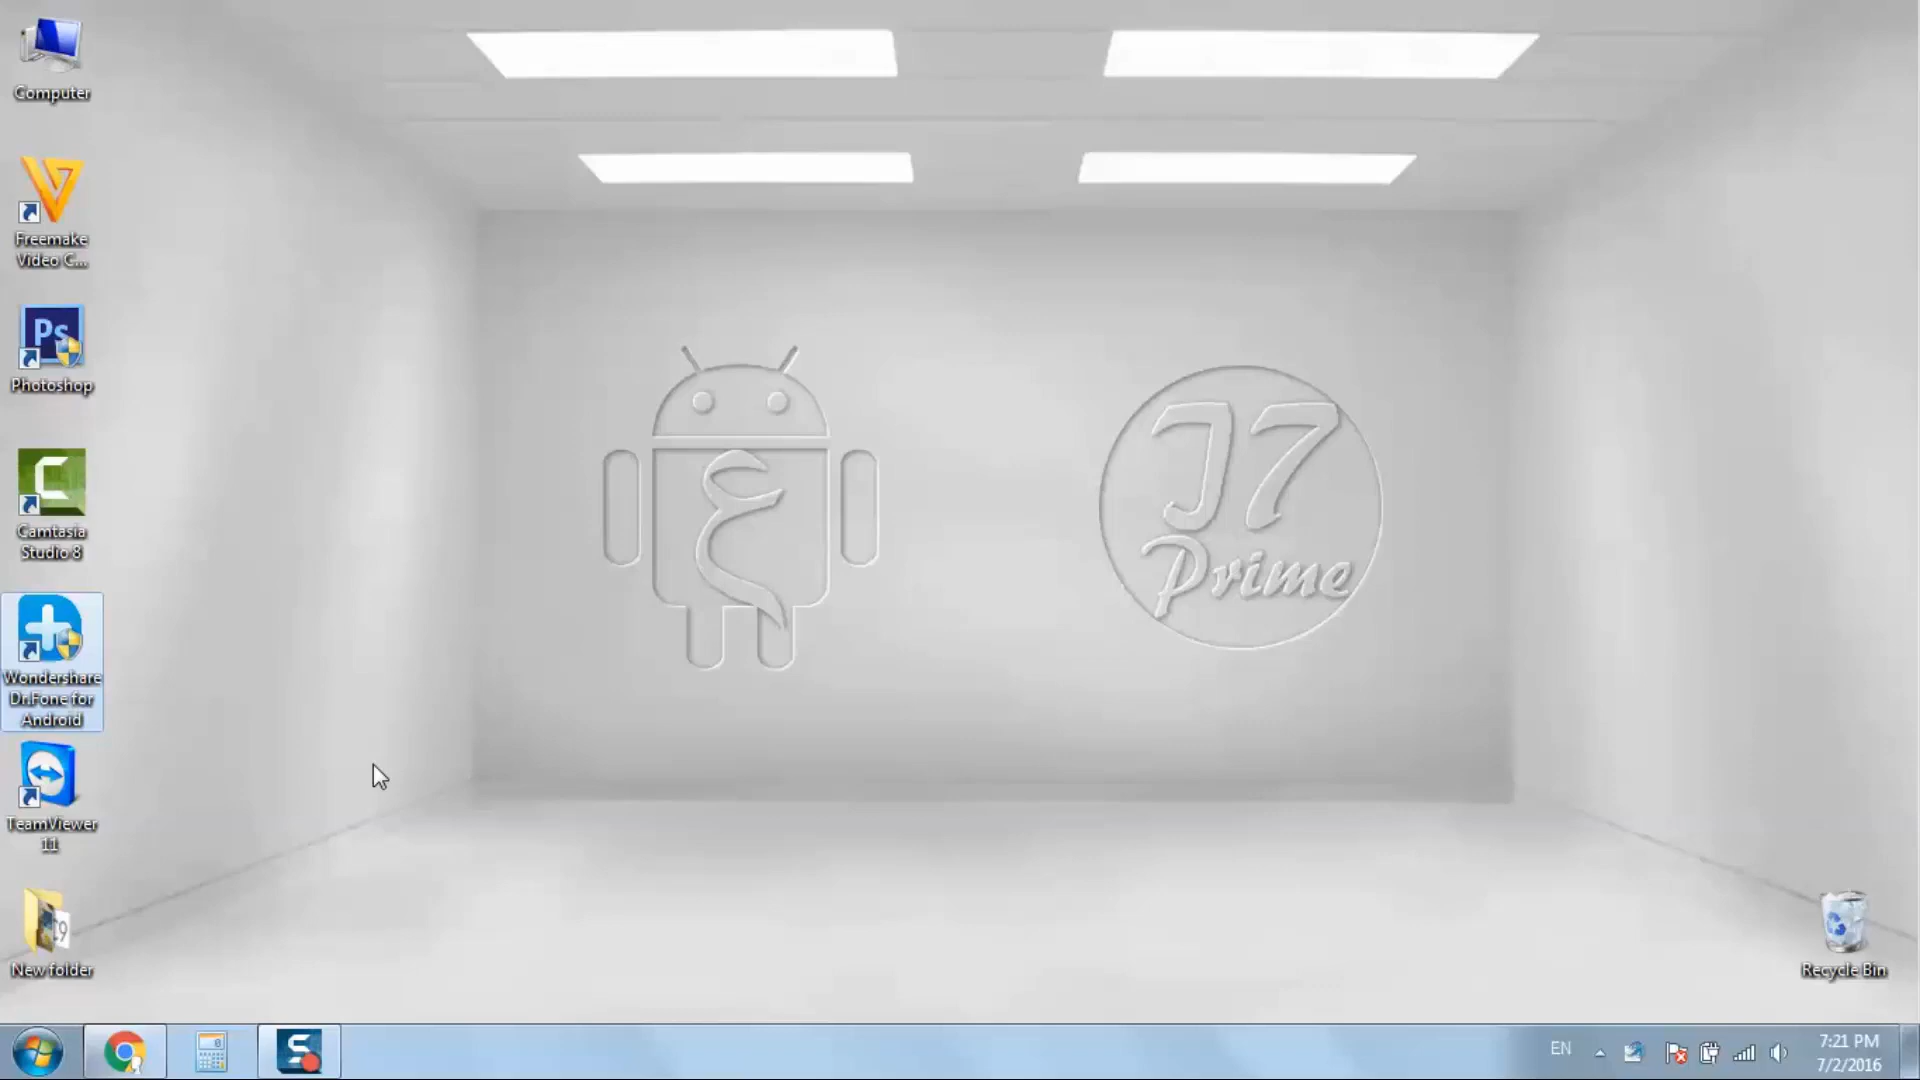 Computer
Freemake
Video C...
Ps
Photoshop
Camtasia
Studio 8
Wondershare
Dr.Fone for
Android
TeamViewer
11
New folder
ع
J7
Prime
Recycle Bin
EN
7:21 PM
7/2/2016